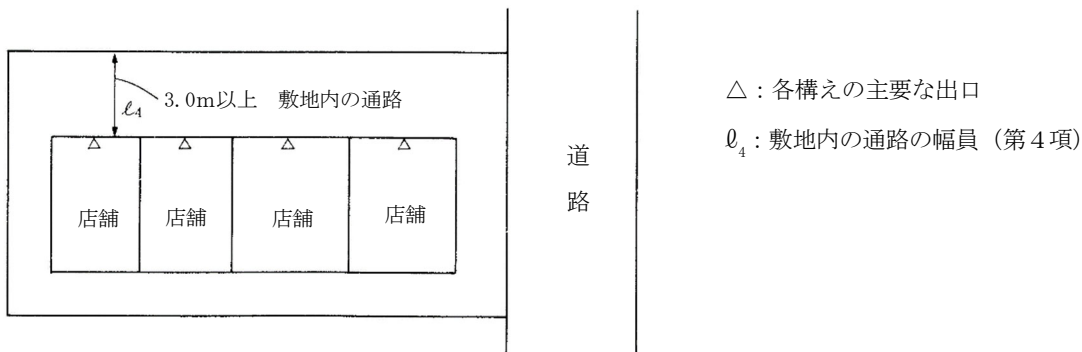 3.0m以上 敷地内の通路
ℓ4
店舗
店舗
店舗
店舗
道路
△：各構えの主要な出口
ℓ4：敷地内の通路の幅員（第４項）